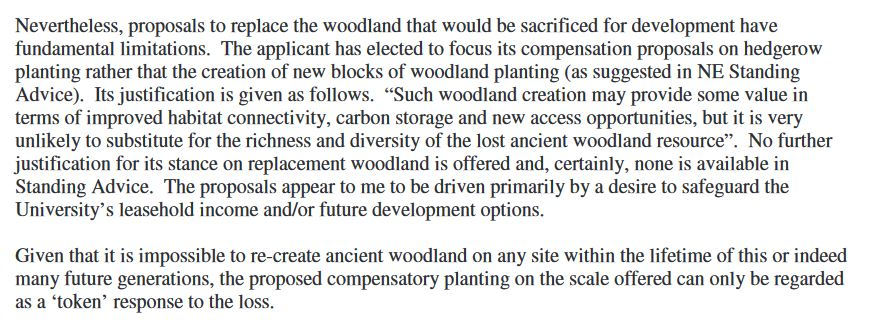 Nevertheless, proposals to replace the woodland that would be sacrificed for development have
fundamental limitations.  The applicant has elected to focus its compensation proposals on hedgerow
planting rather that the creation of new blocks of woodland planting (as suggested in NE Standing
Advice).  Its justification is given as follows.  “Such woodland creation may provide some value in
terms of improved habitat connectivity, carbon storage and new access opportunities, but it is very
unlikely to substitute for the richness and diversity of the lost ancient woodland resource”.  No further
justification for its stance on replacement woodland is offered and, certainly, none is available in
Standing Advice.  The proposals appear to me to be driven primarily by a desire to safeguard the
University’s leasehold income and/or future development options.

Given that it is impossible to re-create ancient woodland on any site within the lifetime of this or indeed
many future generations, the proposed compensatory planting on the scale offered can only be regarded
as a ‘token’ response to the loss.